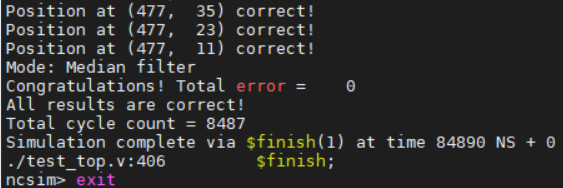 Position at (477,  35) correct!
Position at (477,  23) correct!
Position at (477,  11) correct!
Mode: Median filter
Congratulations! Total error =    0
All results are correct!
Total cycle count = 8487
Simulation complete via $finish(1) at time 84890 NS + 0
./test_top.v:406        $finish;
ncsim> exit